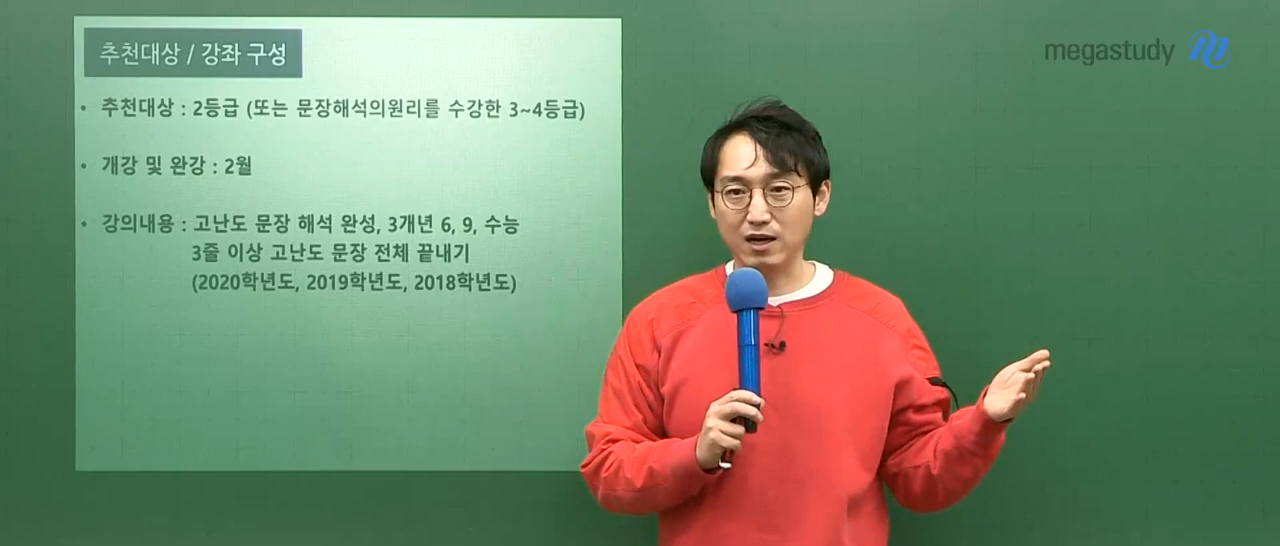 megastudy
추천대상 / 강좌 구성
• 추천대상 : 2등급 (또는 문장해석의원리를 수강한 3~4등급)
• 개강 및 완강 : 2월
• 강의내용 : 고난도 문장 해석 완성, 3개년 6, 9, 수능
3줄 이상 고난도 문장 전체 끝내기
(2020학년도, 2019학년도, 2018학년도)